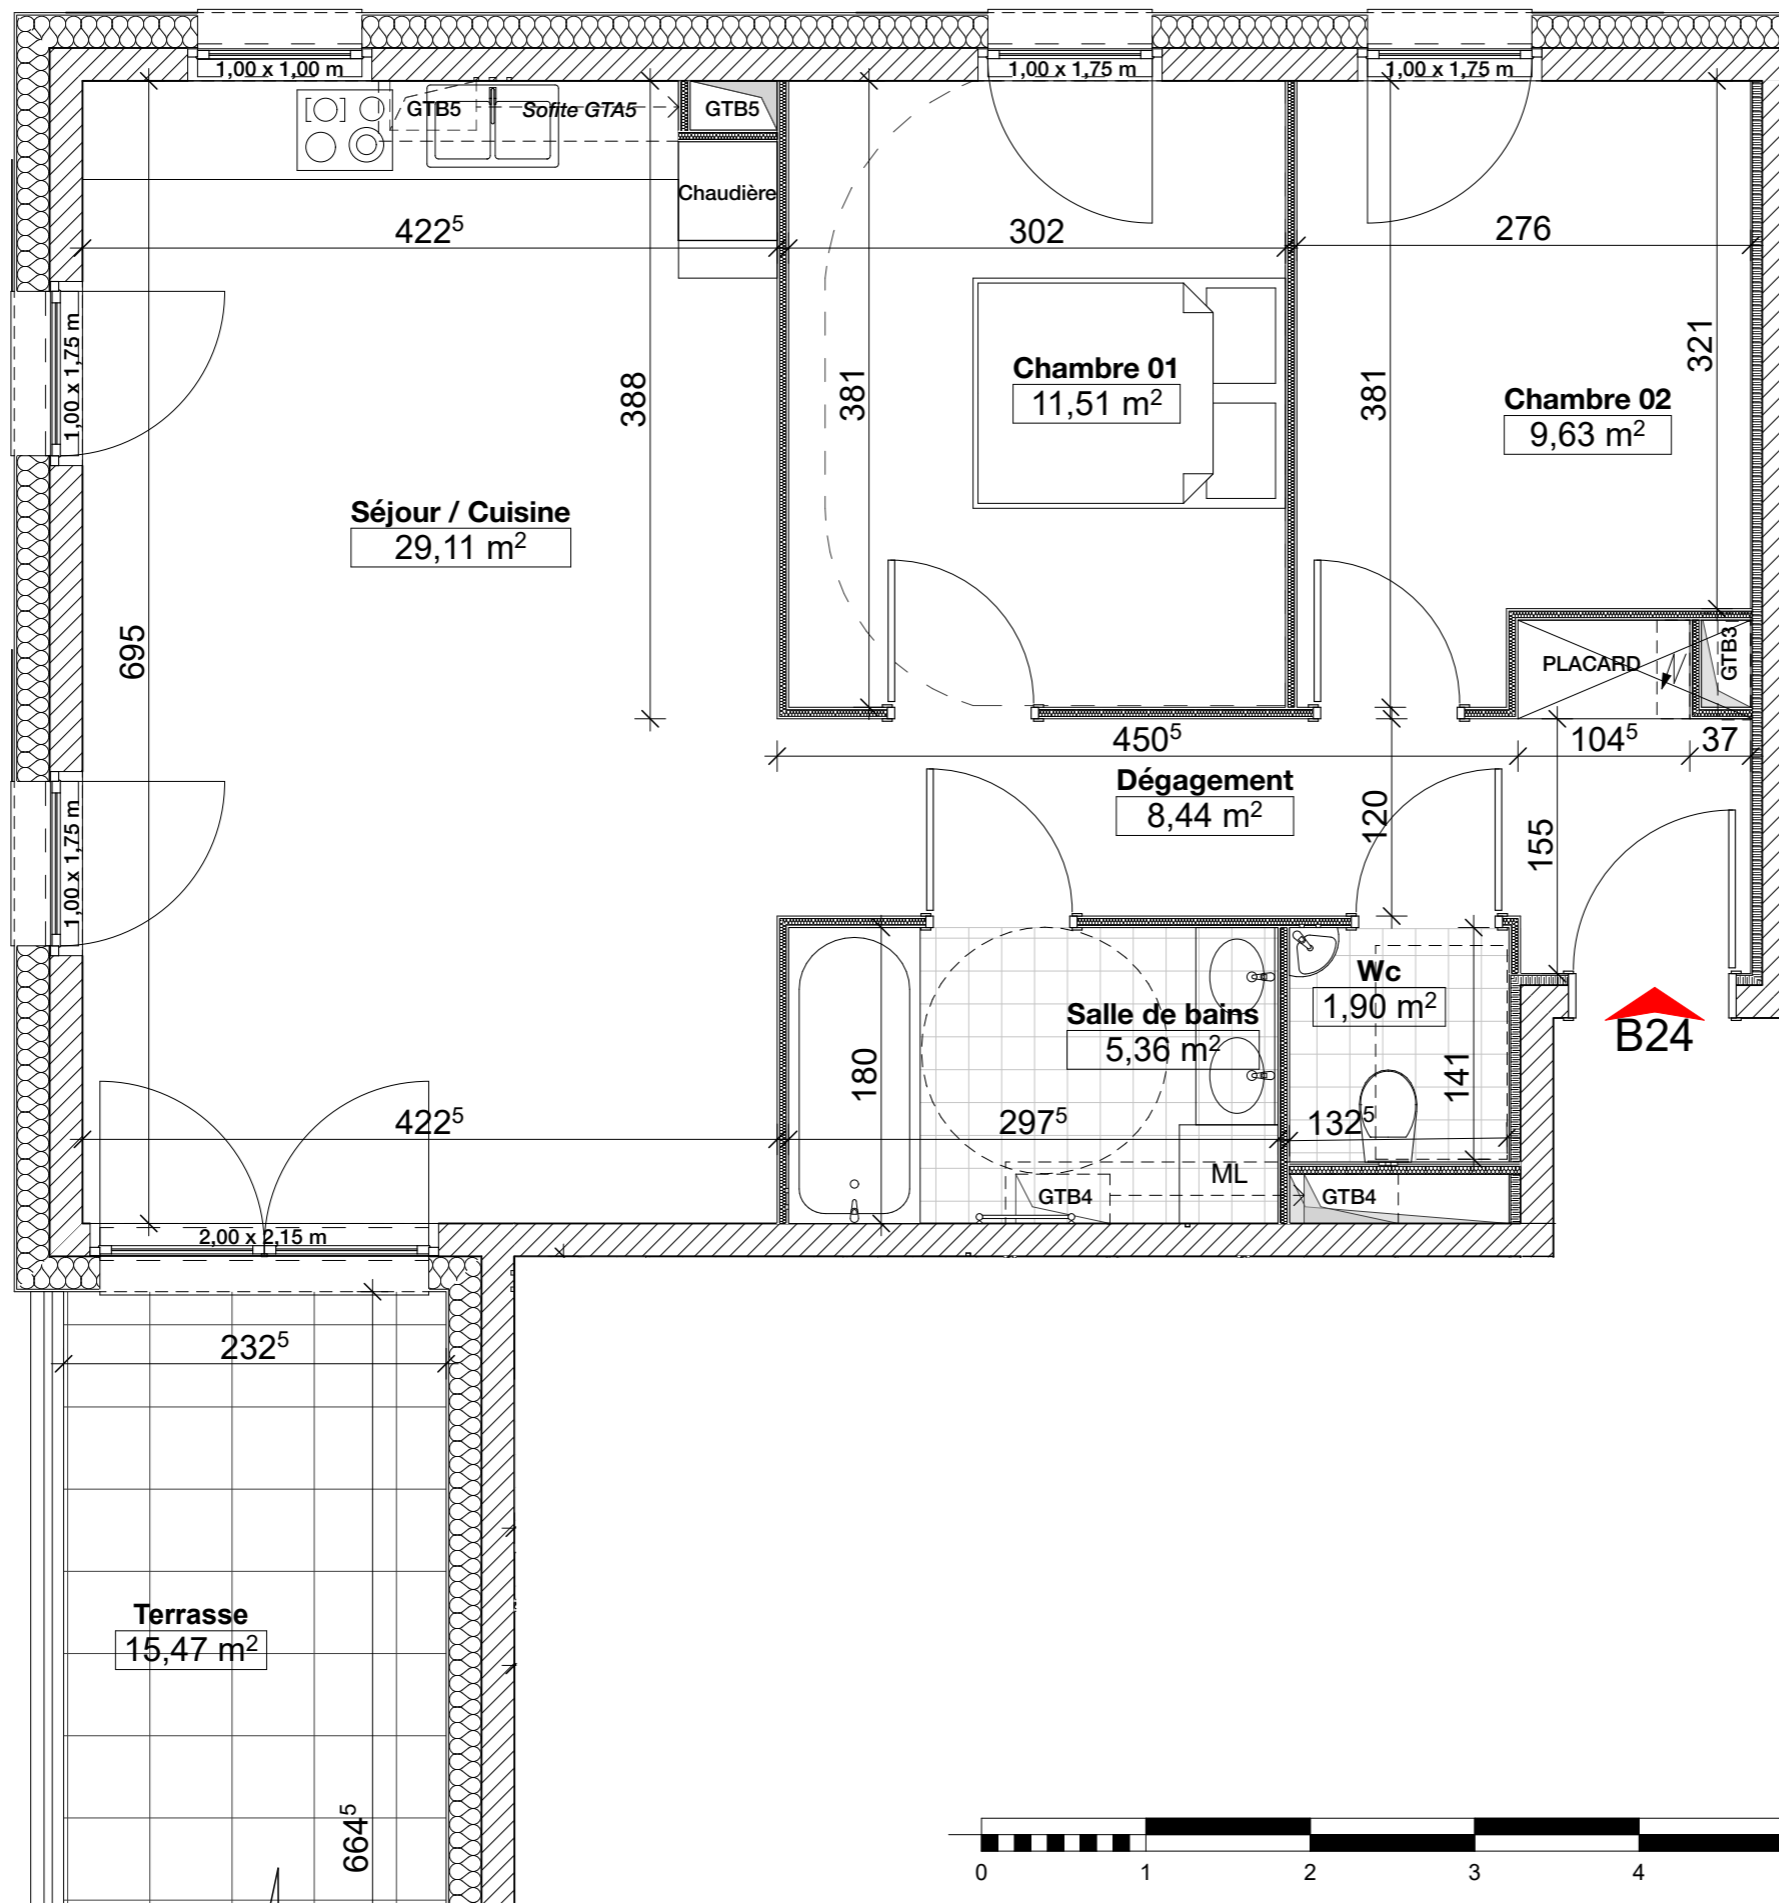 1,00 x 1,00 m
1,00 x 1,75 m
1,00 x 1,75 m
GTB5
Sofite GTA5
GTB5
Chaudière
422⁵
302
276
1,00 x 1,75 m
388
381
381
321
Chambre 01
11,51 m²
Chambre 02
9,63 m²
Séjour / Cuisine
29,11 m²
695
PLACARD
GTB3
450⁵
104⁵
37
Dégagement
8,44 m²
120
155
1,00 x 1,75 m
Wc
1,90 m²
Salle de bains
5,36 m²
B24
180
141
422⁵
297⁵
132⁵
ML
GTB4
GTB4
2,00 x 2,15 m
232⁵
Terrasse
15,47 m²
664⁵
0 1 2 3 4